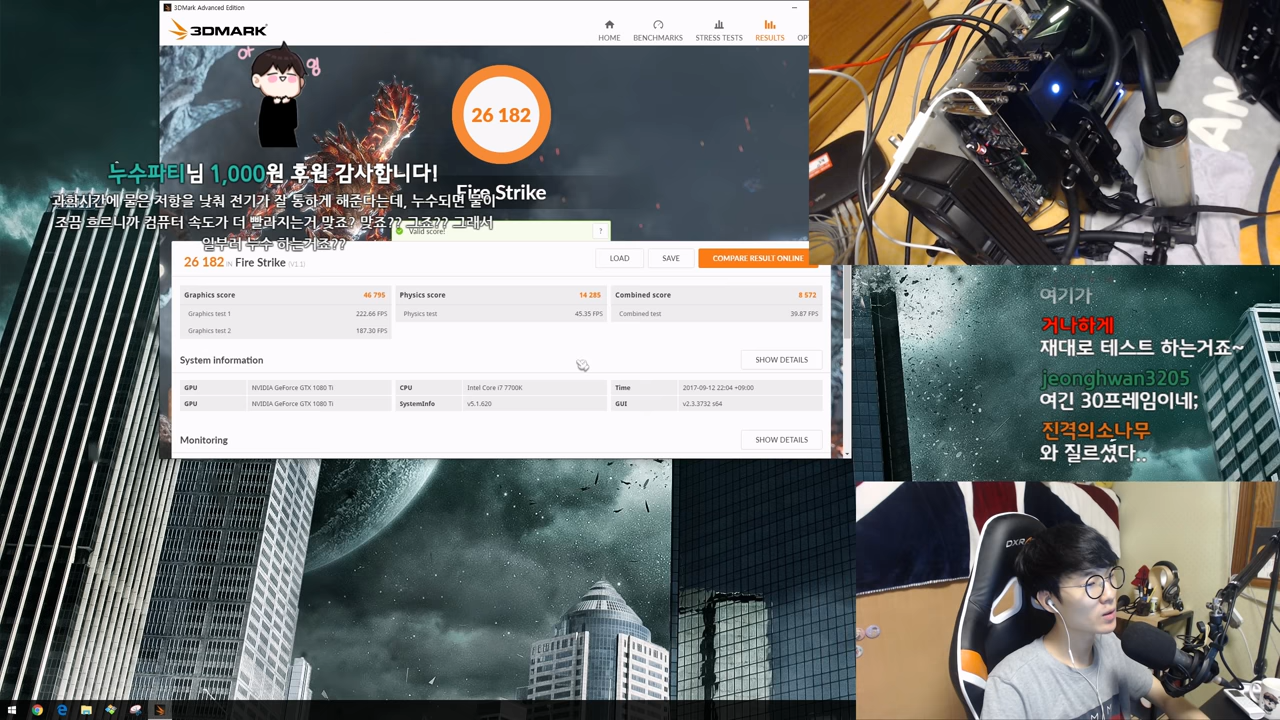 3DMark Advanced Edition
3DMARK
HOME
BENCHMARKS
STRESS TESTS
RESULTS
OP
아
잉
26 182
누수파티님 1,000원 후원 감사합니다!
과학시간에 물은 저항을 낮춰 전기가 잘 통하게 해준다는데, 누수되면 물이
조끔 흐르니까 컴퓨터 속도가 더 빨라지는거 맞죠? 맞죠?? 그죠?? 그래서
일부러 누수 하는거죠??
Fire Strike
Valid score!
?
26 182 IN Fire Strike (V1.1)
LOAD
SAVE
COMPARE RESULT ONLINE
Graphics score 46 795
Graphics test 1 222.66 FPS
Graphics test 2 187.30 FPS
Physics score 14 285
Physics test 45.35 FPS
Combined score 8 572
Combined test 39.87 FPS
System information
SHOW DETAILS
GPU NVIDIA GeForce GTX 1080 Ti
CPU Intel Core i7 7700K
Time 2017-09-12 22:04 +09:00
GPU NVIDIA GeForce GTX 1080 Ti
SystemInfo v5.1.620
GUI v2.3.3732 s64
Monitoring
SHOW DETAILS
AN
여기가
거나하게
재대로 테스트 하는거죠~
jeonghwan3205
여긴 30프레임이네;
진격의소나무
와 질르셨다..
DXR